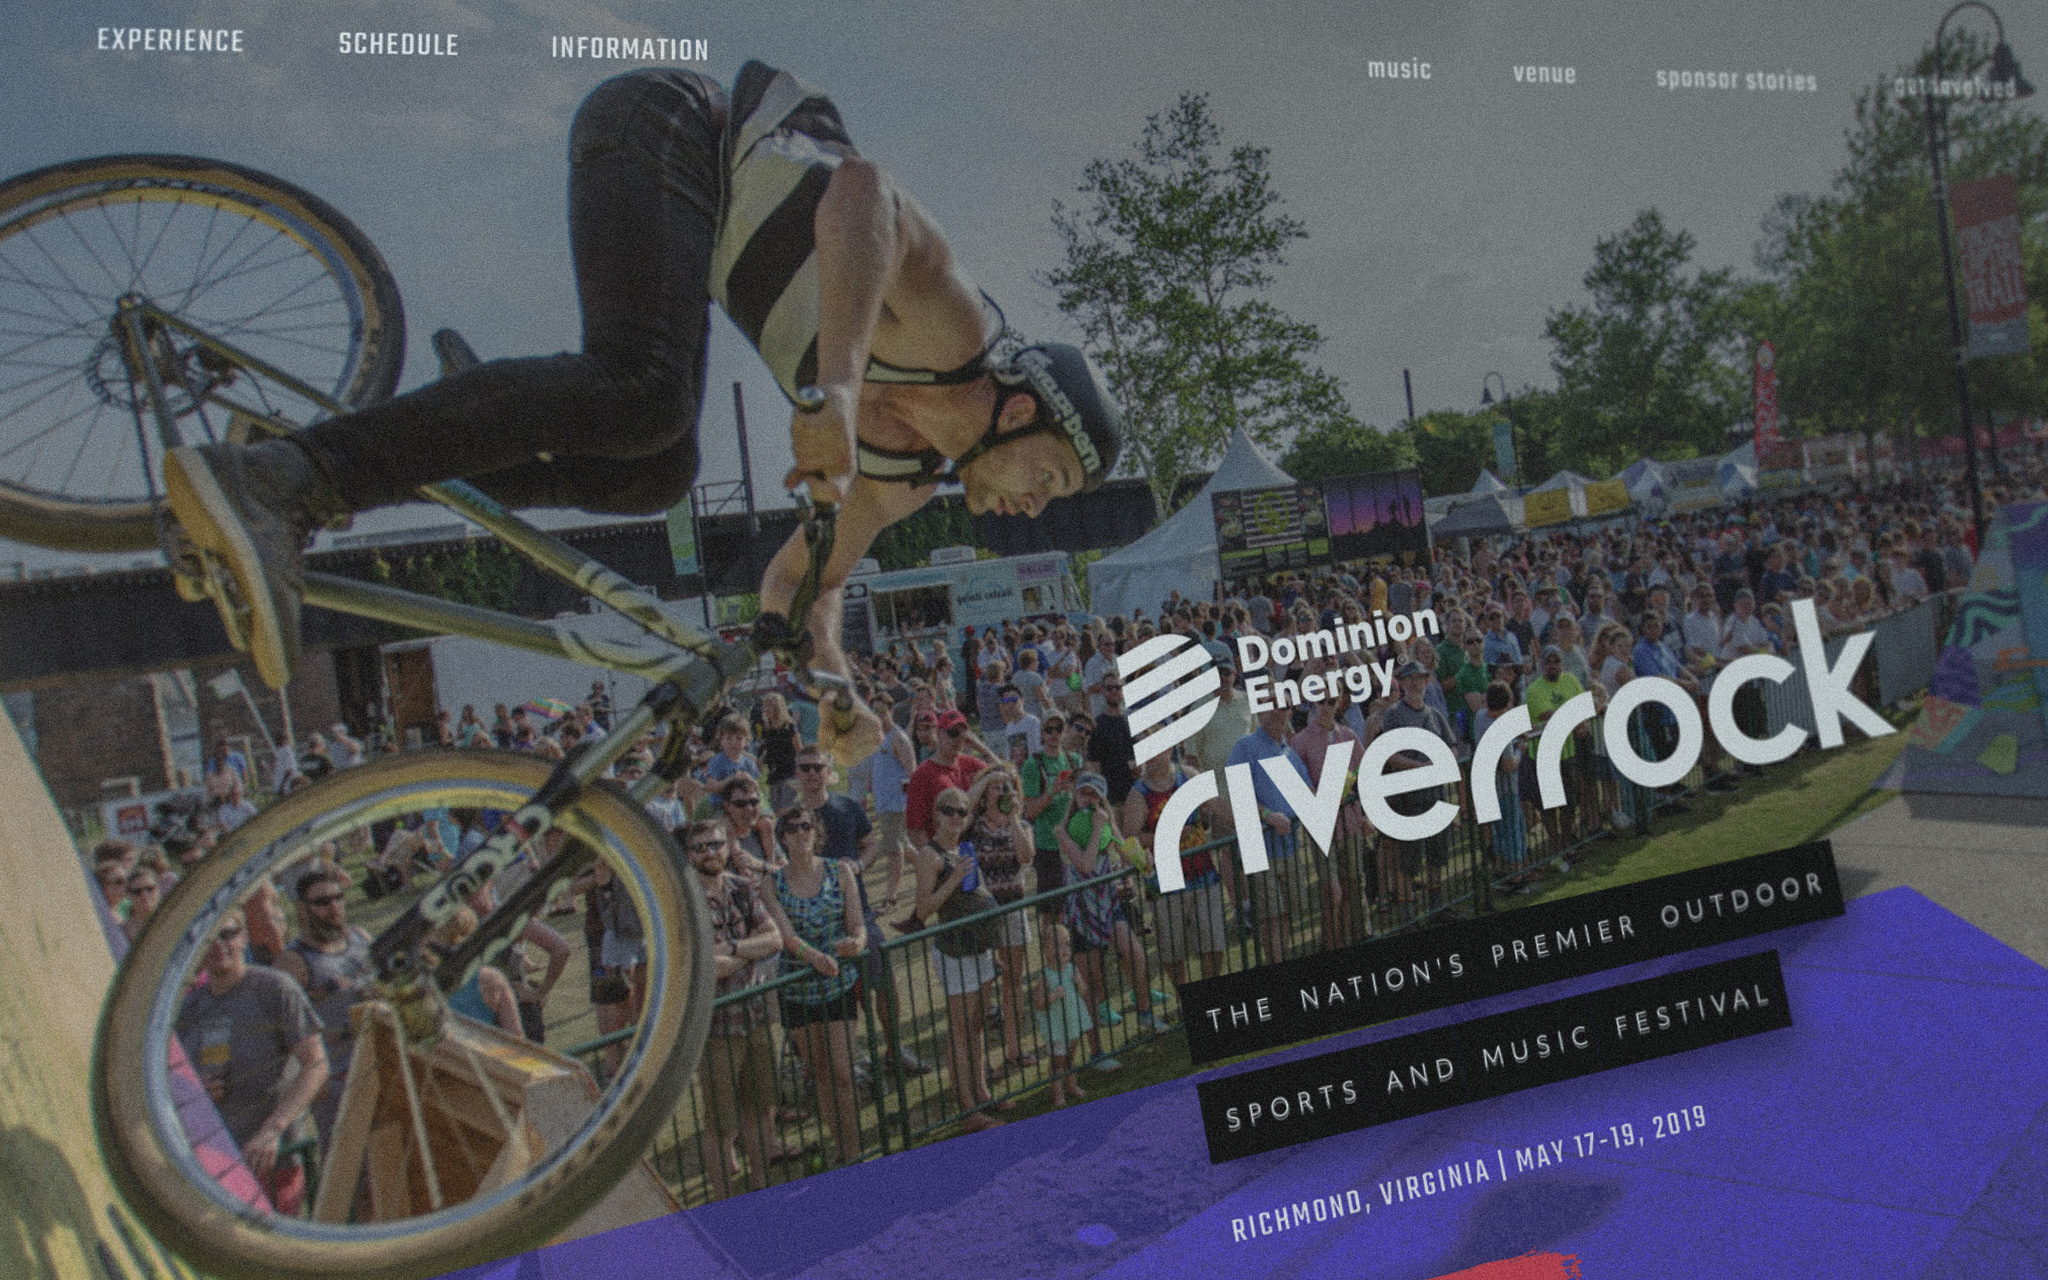 EXPERIENCE SCHEDULE INFORMATION
music venue sponsor stories get involved
Dominion
Energy
riverrock
THE NATION'S PREMIER OUTDOOR
SPORTS AND MUSIC FESTIVAL
RICHMOND, VIRGINIA | MAY 17-19, 2019
TRAIL